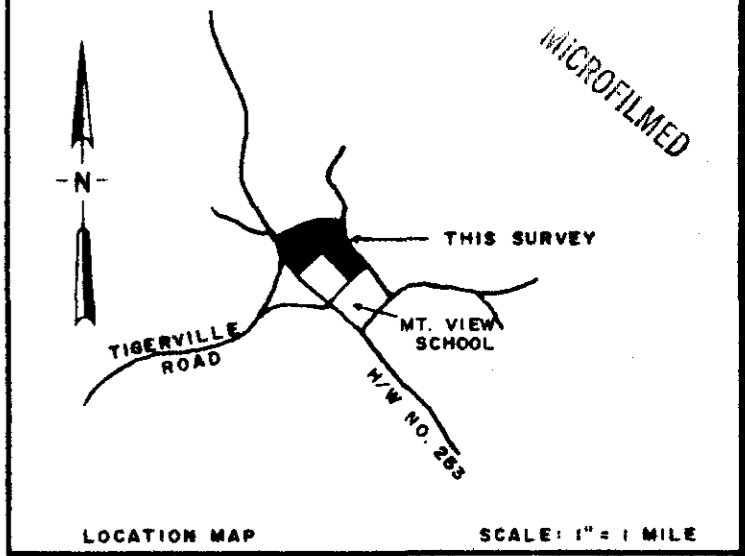 MICROFILMED
N
THIS SURVEY
MT. VIEW
SCHOOL
TIGERVILLE
ROAD
H/W NO. 253
LOCATION MAP
SCALE: 1" = 1 MILE